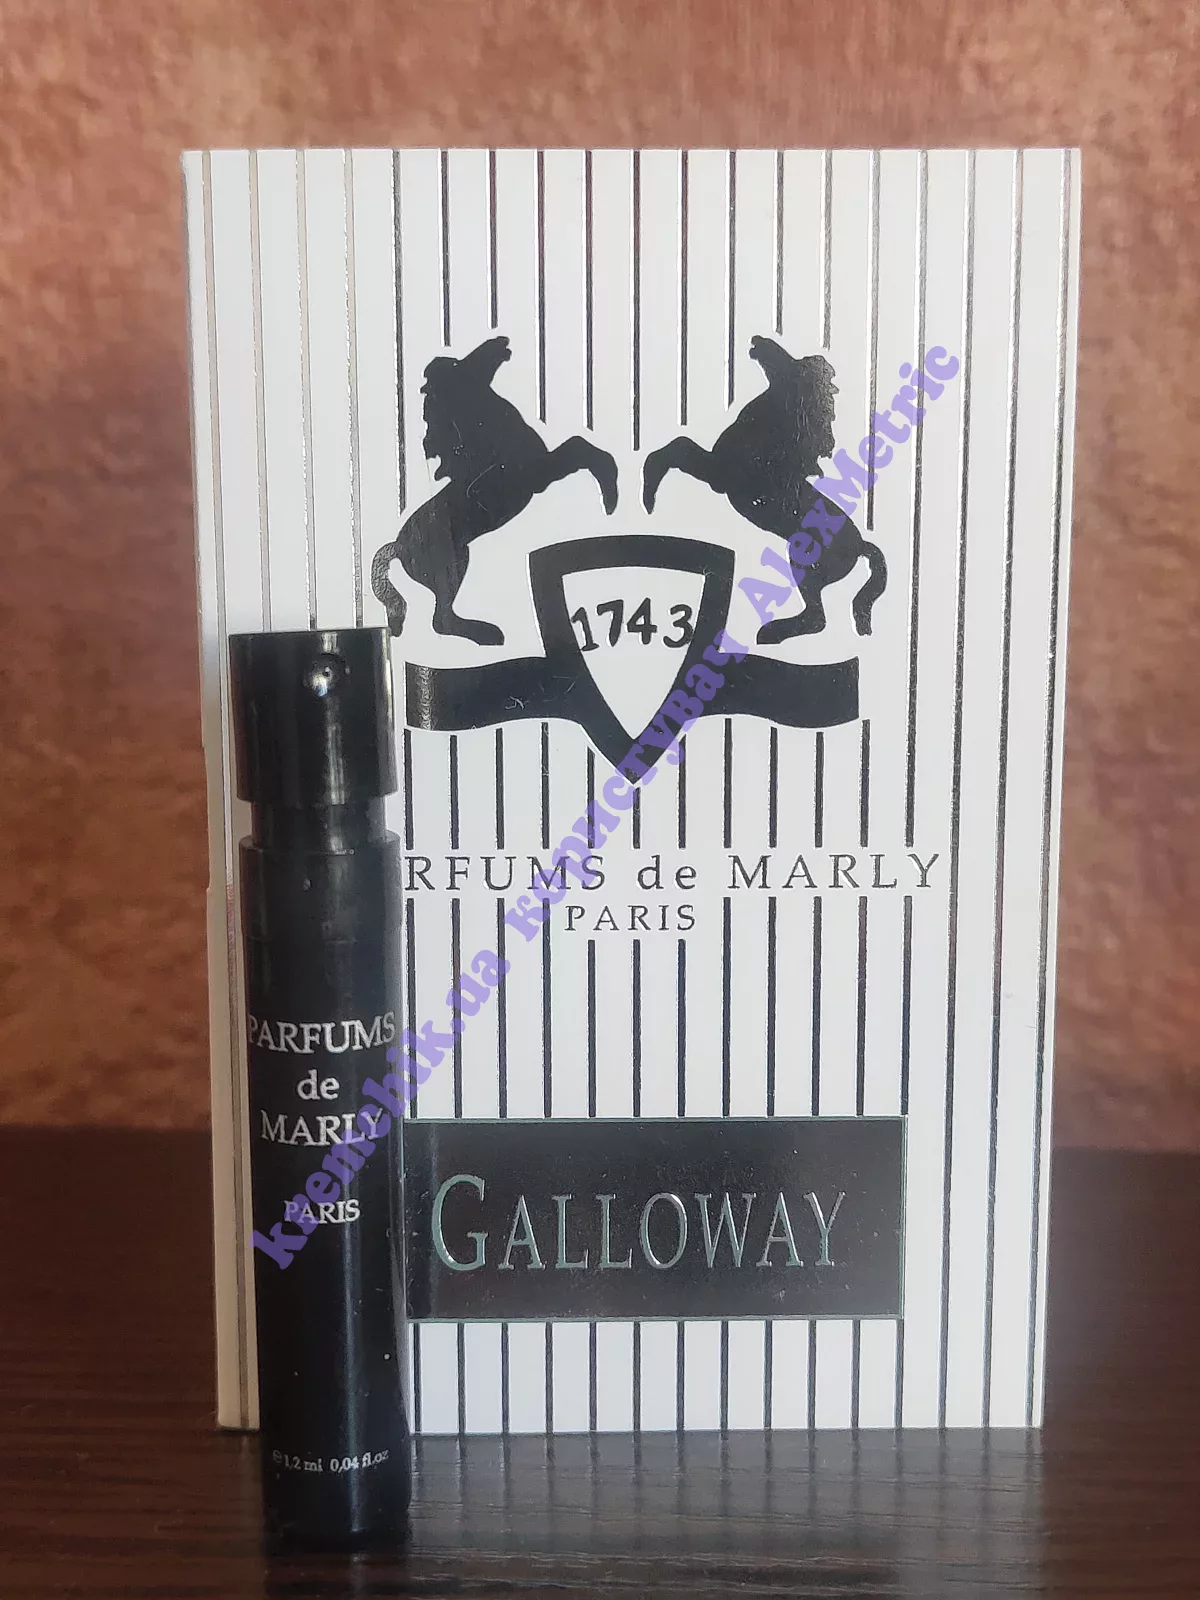 1743
RFUMS de MARLY
PARIS
GALLOWAY
PARFUMS
de
MARLY
PARIS
℮1,2 ml 0,04 fl.oz
kremchik.ua користувач AlexMetric